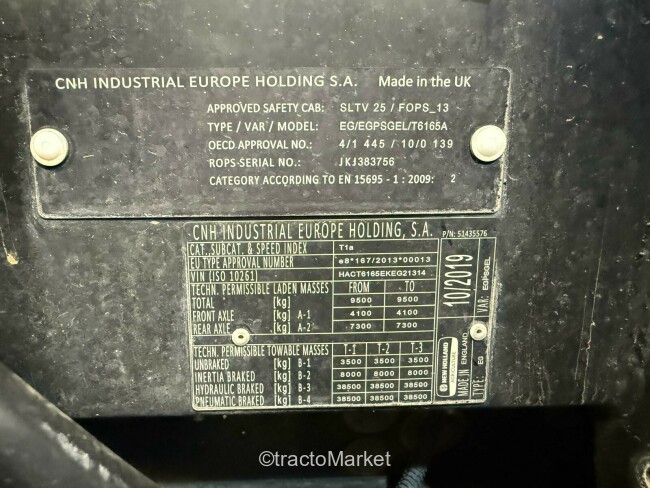 CNH INDUSTRIAL EUROPE HOLDING S.A. Made in the UK
APPROVED SAFETY CAB: SLTV 25 / FOPS_13
TYPE / VAR / MODEL: EG/EGPSGEL/T6165A
OECD APPROVAL NO.: 4/1 445 / 10/0 139
ROPS-SERIAL NO.: JKJ383756
CATEGORY ACCORDING TO EN 15695 - 1 : 2009: 2
CNH INDUSTRIAL EUROPE HOLDING, S.A. P/N: 51435576
CAT., SUBCAT. & SPEED INDEX T1a
EU TYPE APPROVAL NUMBER e8*167/2013*00013
VIN (ISO 10261) HACT6165EKEG21314
TECHN. PERMISSIBLE LADEN MASSES FROM TO
TOTAL [kg] 9500 9500
FRONT AXLE [kg] A-1 4100 4100
REAR AXLE [kg] A-2 7300 7300
TECHN. PERMISSIBLE TOWABLE MASSES T-1 T-2 T-3
UNBRAKED [kg] B-1 3500 3500 3500
INERTIA BRAKED [kg] B-2 8000 8000 8000
HYDRAULIC BRAKED [kg] B-3 38500 38500 38500
PNEUMATIC BRAKED [kg] B-4 38500 38500 38500
10/2019
VAR: EGPSGEL
NEW HOLLAND
MADE IN ENGLAND
TYPE: EG
©tractoMarket